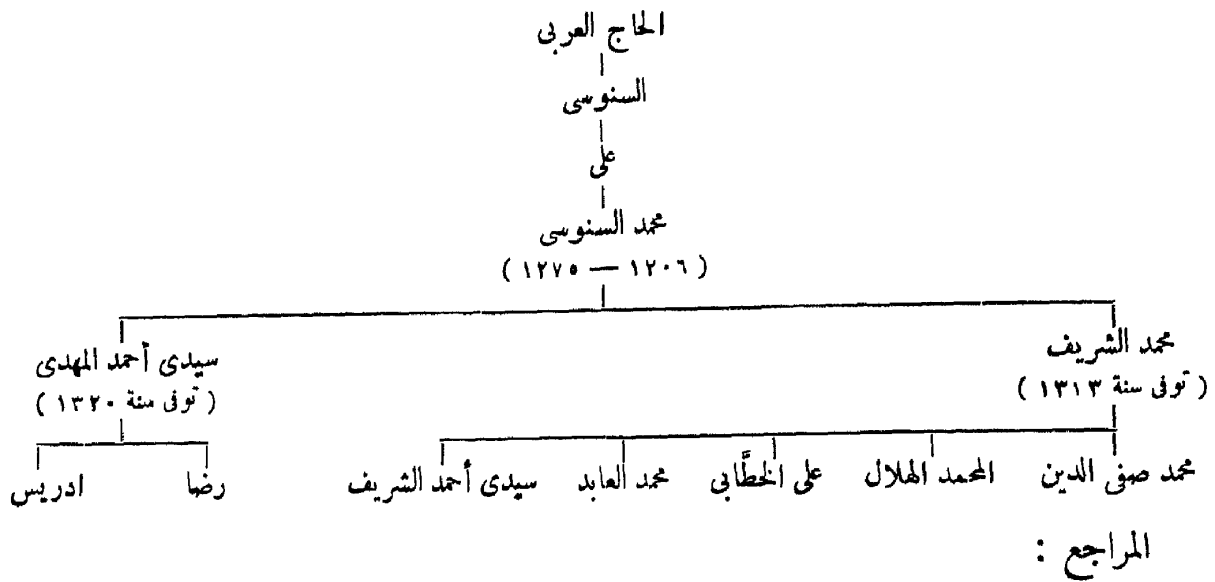 الحاج العربى
السنوسى
على
محمد السنوسى
( ١٢٠٦ — ١٢٧٥ )
محمد الشريف
سيدى أحمد المهدى
( توفى سنة ١٣١٣ )
( توفى سنة ١٣٢٠ )
محمد صفى الدين المحمد الهلال على الخطَّابى محمد العابد سيدى أحمد الشريف رضا ادريس
المراجع :